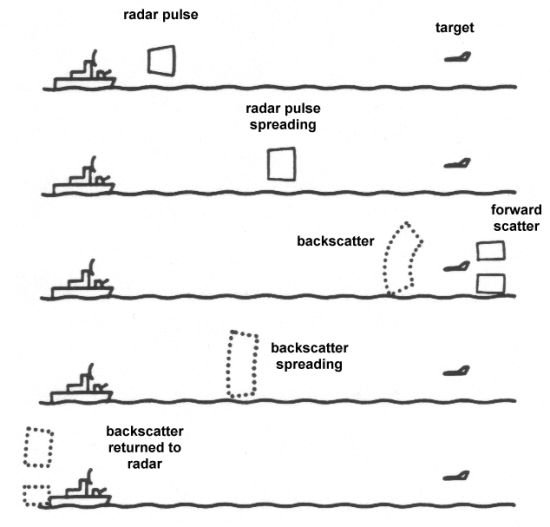 radar pulse
target
radar pulse
spreading
forward
scatter
backscatter
backscatter
spreading
backscatter
returned to
radar